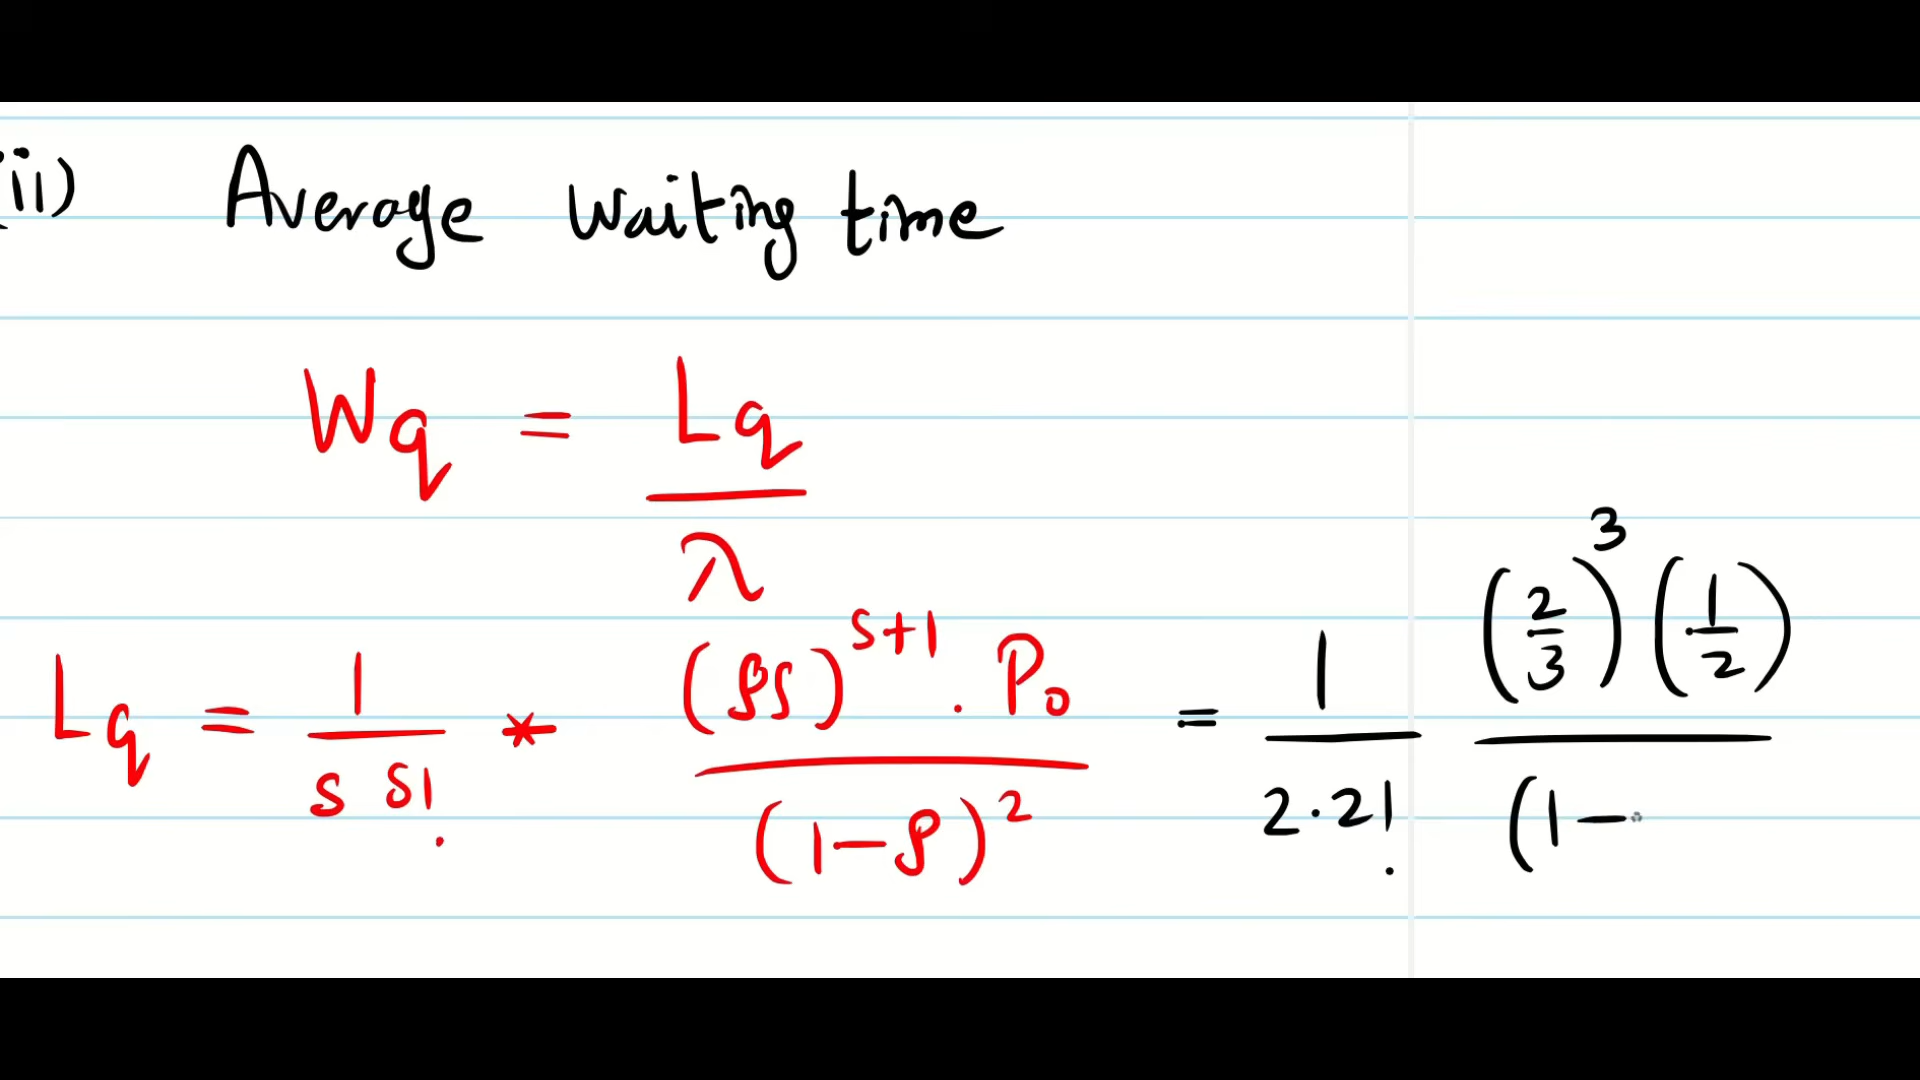 (ii) Average Waiting time
Wq = Lq / λ
Lq = 1 / (s s!) * (ρs)^(s+1) . P₀ / (1-ρ)² = 1 / (2·2!) (2/3)³ (1/2) / (1-